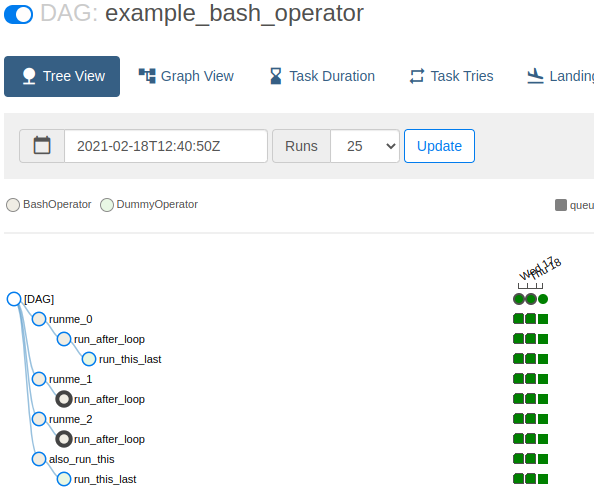 DAG: example_bash_operator
Tree View Graph View Task Duration Task Tries Landing
2021-02-18T12:40:50Z Runs 25 Update
BashOperator DummyOperator queu
Wed 17 Thu 18
[DAG]
runme_0
run_after_loop
run_this_last
runme_1
run_after_loop
runme_2
run_after_loop
also_run_this
run_this_last